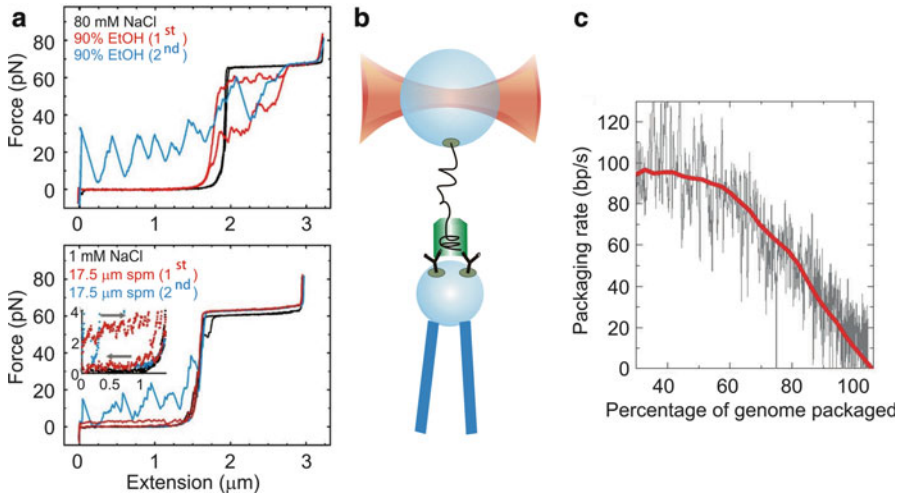 a
80 mM NaCl
90% EtOH (1st)
90% EtOH (2nd)
Force (pN)
80
60
40
20
0
0 1 2 3
1 mM NaCl
17.5 μm spm (1st)
17.5 μm spm (2nd)
4
2
0
0 0.5 1
Force (pN)
80
60
40
20
0
0 1 2 3
Extension (μm)
b
c
Packaging rate (bp/s)
120
100
80
60
40
20
0
40 60 80 100
Percentage of genome packaged